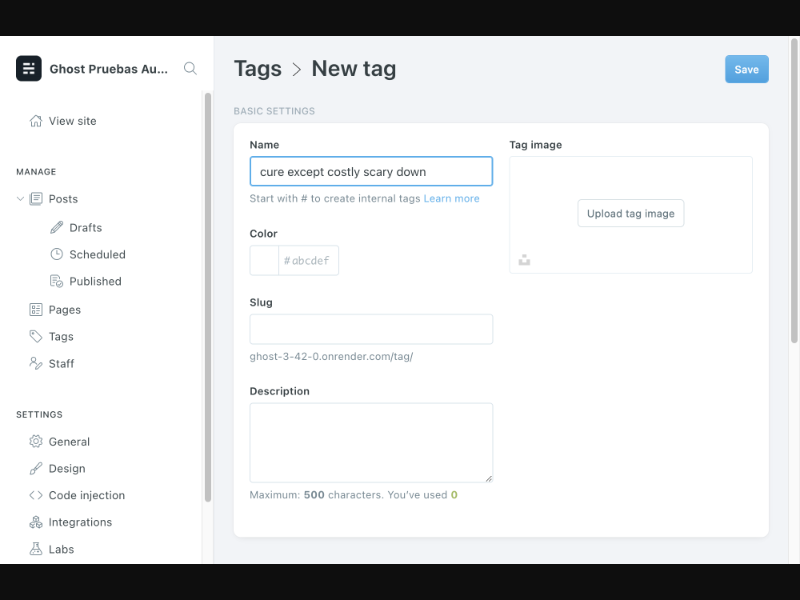 Ghost Pruebas Au...
View site
MANAGE
Posts
Drafts
Scheduled
Published
Pages
Tags
Staff
SETTINGS
General
Design
Code injection
Integrations
Labs
Tags > New tag
Save
BASIC SETTINGS
Name
cure except costly scary down
Start with # to create internal tags Learn more
Color
#abcdef
Slug
ghost-3-42-0.onrender.com/tag/
Description
Maximum: 500 characters. You've used 0
Tag image
Upload tag image